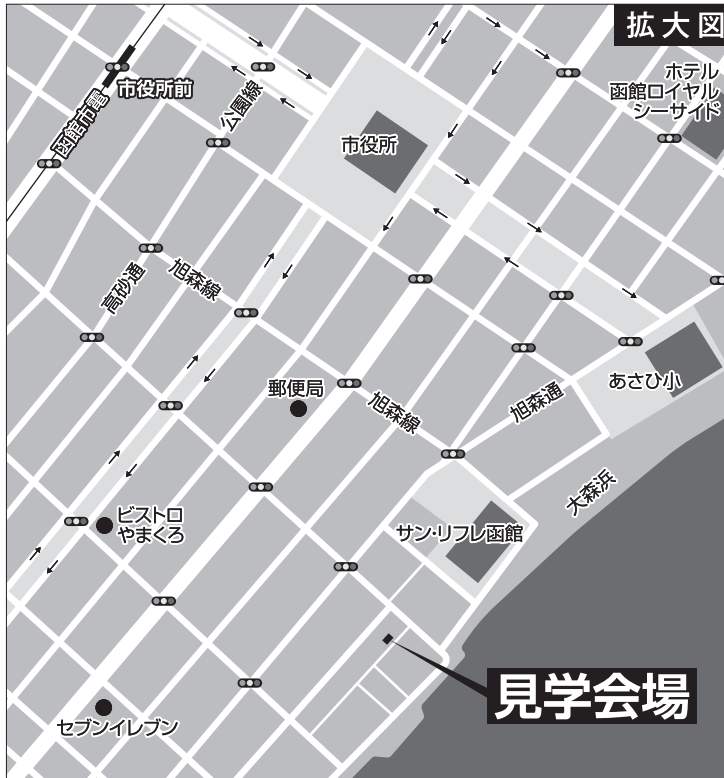 拡大図
ホテル
函館ロイヤル
シーサイド
市役所前
函館市電
公園線
市役所
高砂通
旭森線
郵便局
旭森線
旭森通
あさひ小
大森浜
ビストロ
やまくろ
サン・リフレ函館
見学会場
セブンイレブン